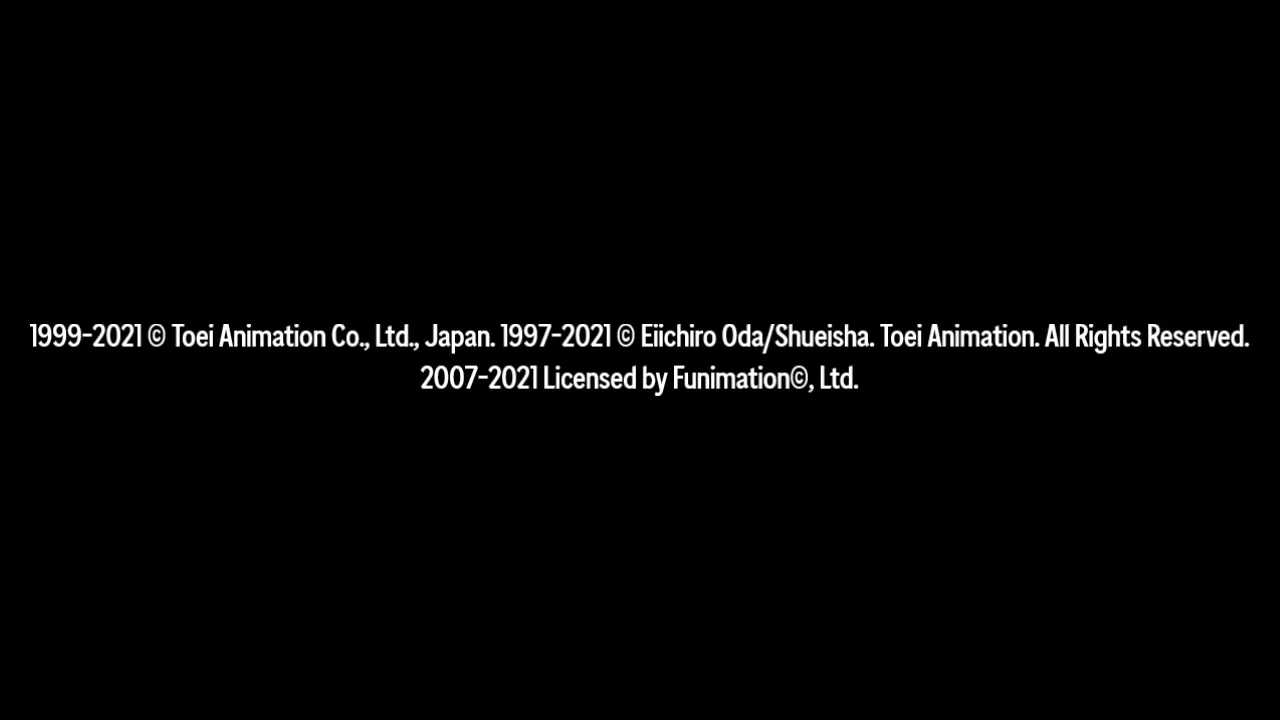 1999-2021 © Toei Animation Co., Ltd., Japan. 1997-2021 © Eiichiro Oda/Shueisha. Toei Animation. All Rights Reserved.
2007-2021 Licensed by Funimation©, Ltd.